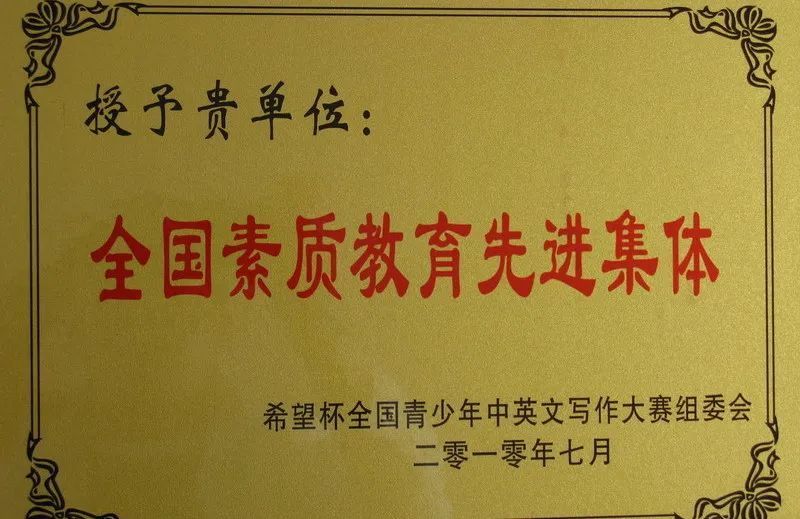 授予贵单位：
全国素质教育先进集体
希望杯全国青少年中英文写作大赛组委会
二零一零年七月